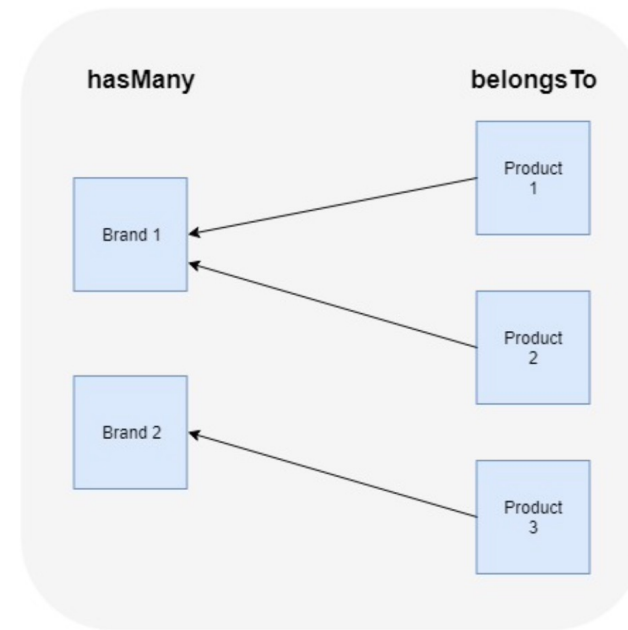 hasMany
belongsTo
Brand 1
Brand 2
Product
1
Product
2
Product
3